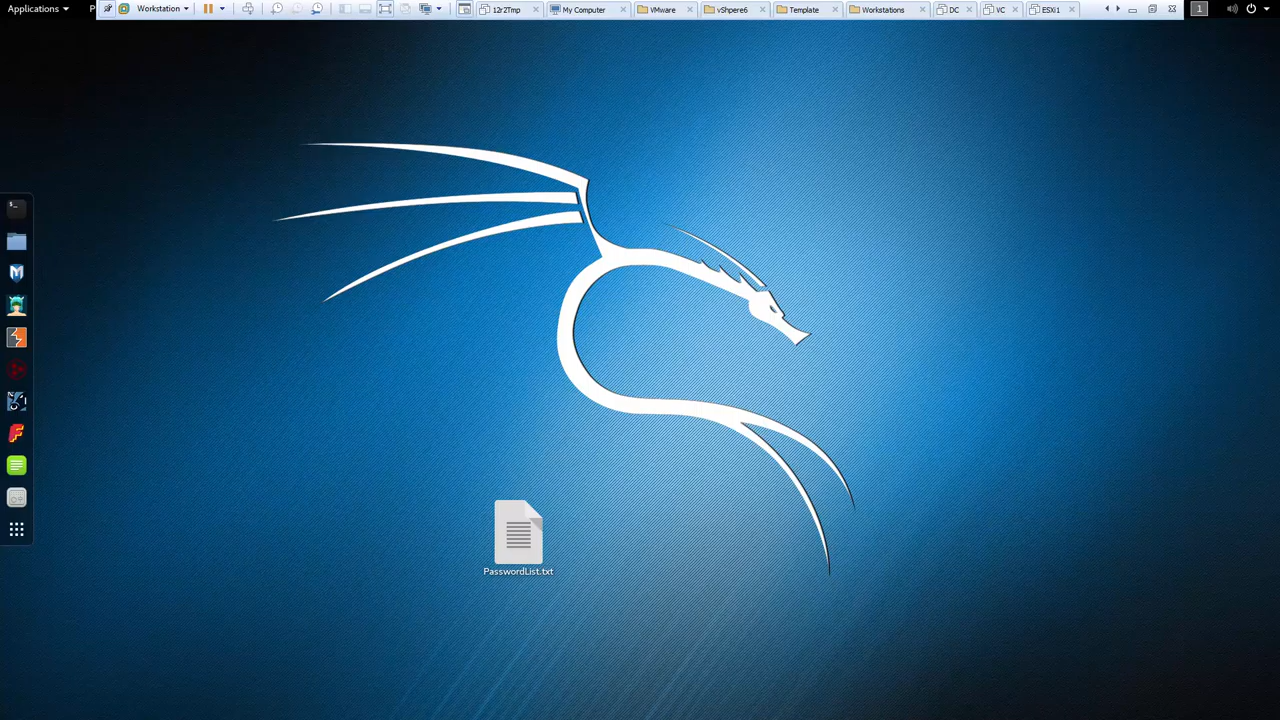 Applications
P
Workstation
12r2Tmp
My Computer
VMware
vShpere6
Template
Workstations
DC
VC
ESXi1
1
PasswordList.txt